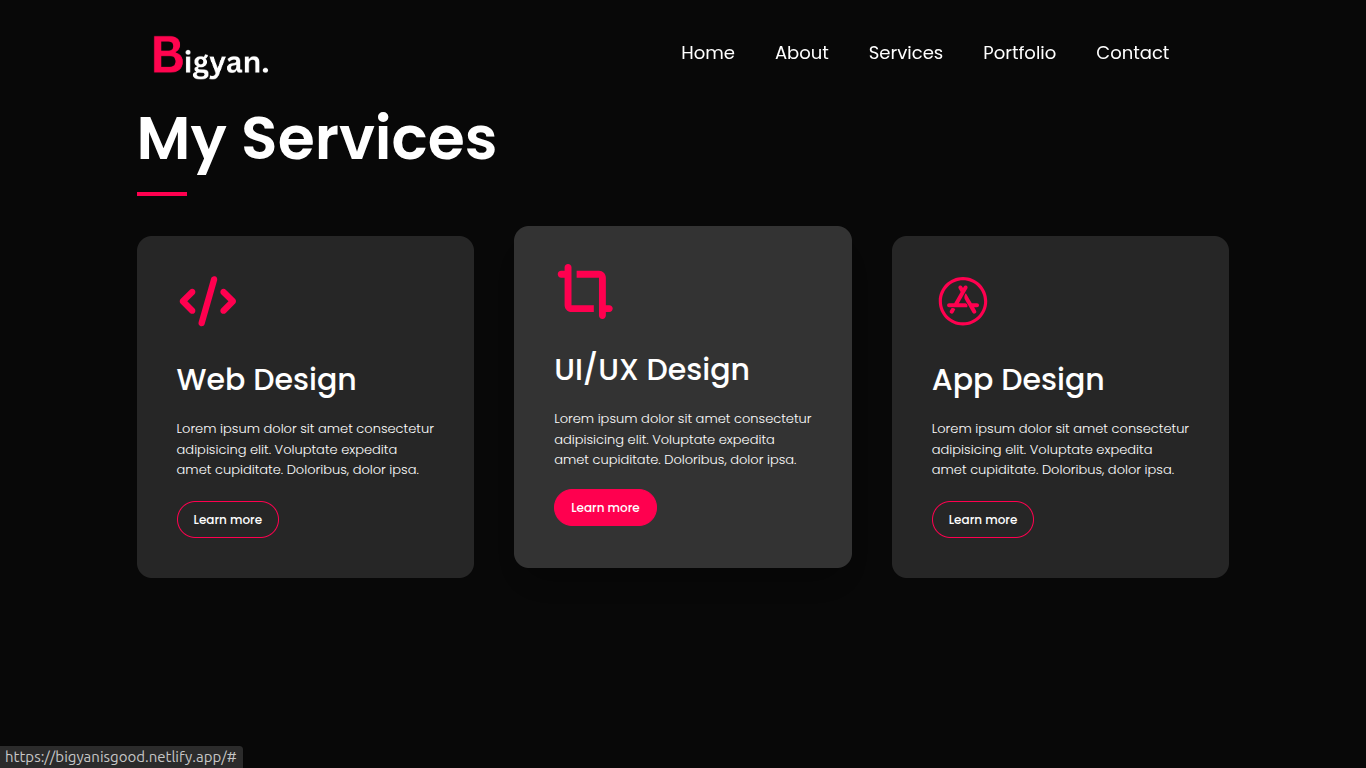 Bigyan.
Home About Services Portfolio Contact
My Services
Web Design
Lorem ipsum dolor sit amet consectetur
adipisicing elit. Voluptate expedita
amet cupiditate. Doloribus, dolor ipsa.
Learn more
UI/UX Design
Lorem ipsum dolor sit amet consectetur
adipisicing elit. Voluptate expedita
amet cupiditate. Doloribus, dolor ipsa.
Learn more
App Design
Lorem ipsum dolor sit amet consectetur
adipisicing elit. Voluptate expedita
amet cupiditate. Doloribus, dolor ipsa.
Learn more
https://bigyanisgood.netlify.app/#